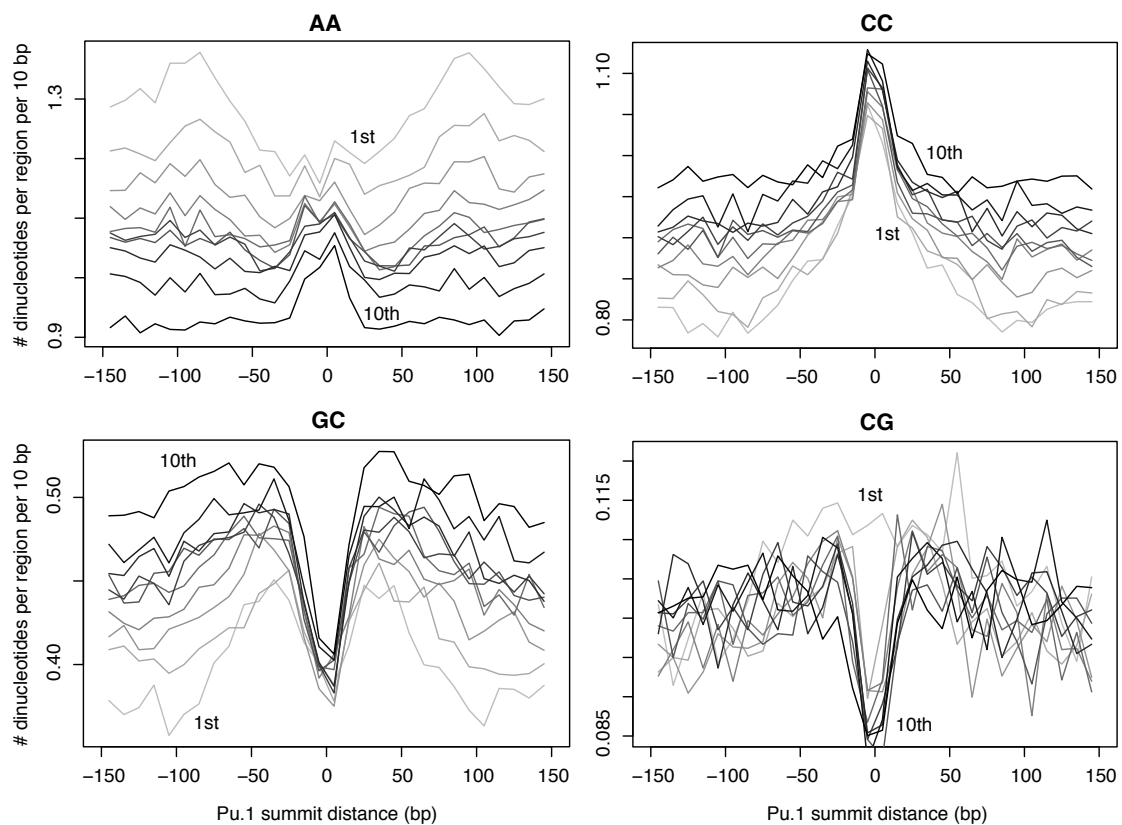 AA
CC
# dinucleotides per region per 10 bp
1.3
0.9
1st
10th
−150 −100 −50 0 50 100 150
1.10
0.80
10th
1st
−150 −100 −50 0 50 100 150
GC
CG
# dinucleotides per region per 10 bp
0.50
0.40
10th
1st
−150 −100 −50 0 50 100 150
Pu.1 summit distance (bp)
0.115
0.085
1st
10th
−150 −100 −50 0 50 100 150
Pu.1 summit distance (bp)